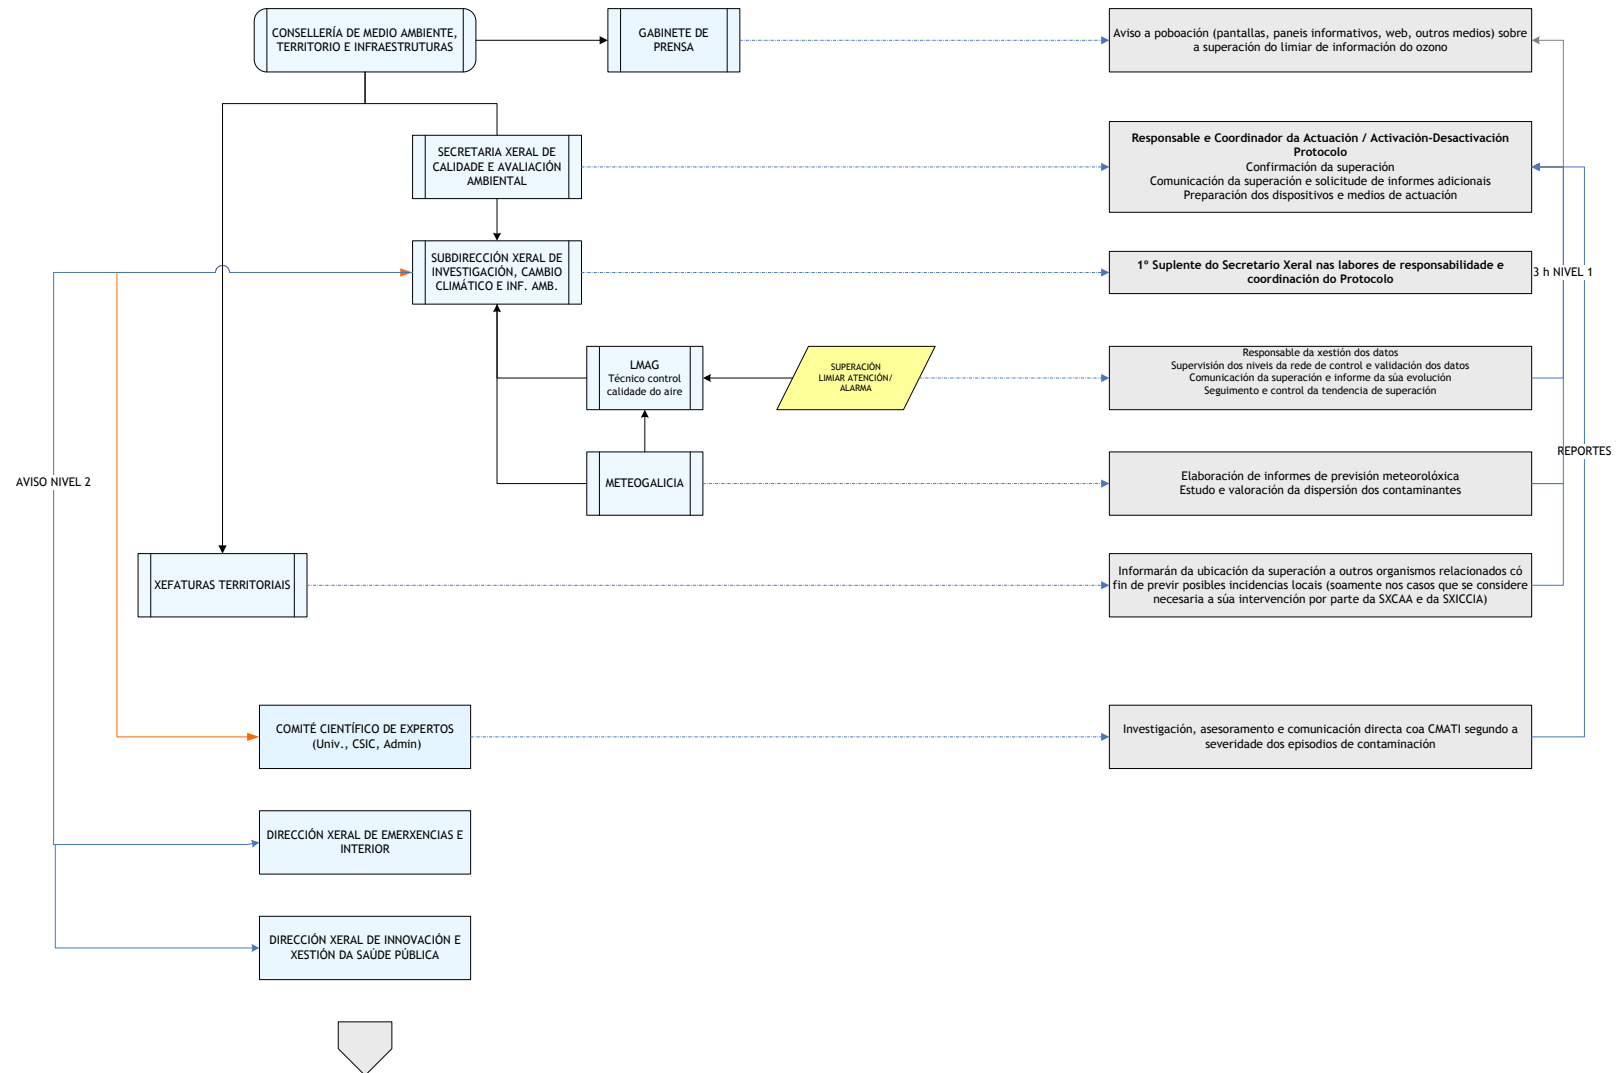 CONSELLERÍA DE MEDIO AMBIENTE,
TERRITORIO E INFRAESTRUTURAS
GABINETE DE
PRENSA
Aviso a poboación (pantallas, paneis informativos, web, outros medios) sobre
a superación do limiar de información do ozono
SECRETARIA XERAL DE
CALIDADE E AVALIACIÓN
AMBIENTAL
Responsable e Coordinador da Actuación / Activación-Desactivación
Protocolo
Confirmación da superación
Comunicación da superación e solicitude de informes adicionais
Preparación dos dispositivos e medios de actuación
SUBDIRECCIÓN XERAL DE
INVESTIGACIÓN, CAMBIO
CLIMÁTICO E INF. AMB.
1º Suplente do Secretario Xeral nas labores de responsabilidade e
coordinación do Protocolo
3 h NIVEL 1
LMAG
Técnico control
calidade do aire
SUPERACIÓN
LIMIAR ATENCIÓN/
ALARMA
Responsable da xestión dos datos
Supervisión dos niveis da rede de control e validación dos datos
Comunicación da superación e informe da súa evolución
Seguimento e control da tendencia de superación
REPORTES
AVISO NIVEL 2
METEOGALICIA
Elaboración de informes de previsión meteorolóxica
Estudo e valoración da dispersión dos contaminantes
XEFATURAS TERRITORIAIS
Informarán da ubicación da superación a outros organismos relacionados có
fin de previr posibles incidencias locais (soamente nos casos que se considere
necesaria a súa intervención por parte da SXCAA e da SXICCIA)
COMITÉ CIENTÍFICO DE EXPERTOS
(Univ., CSIC, Admin)
Investigación, asesoramento e comunicación directa coa CMATI segundo a
severidade dos episodios de contaminación
DIRECCIÓN XERAL DE EMERXENCIAS E
INTERIOR
DIRECCIÓN XERAL DE INNOVACIÓN E
XESTIÓN DA SAÚDE PÚBLICA